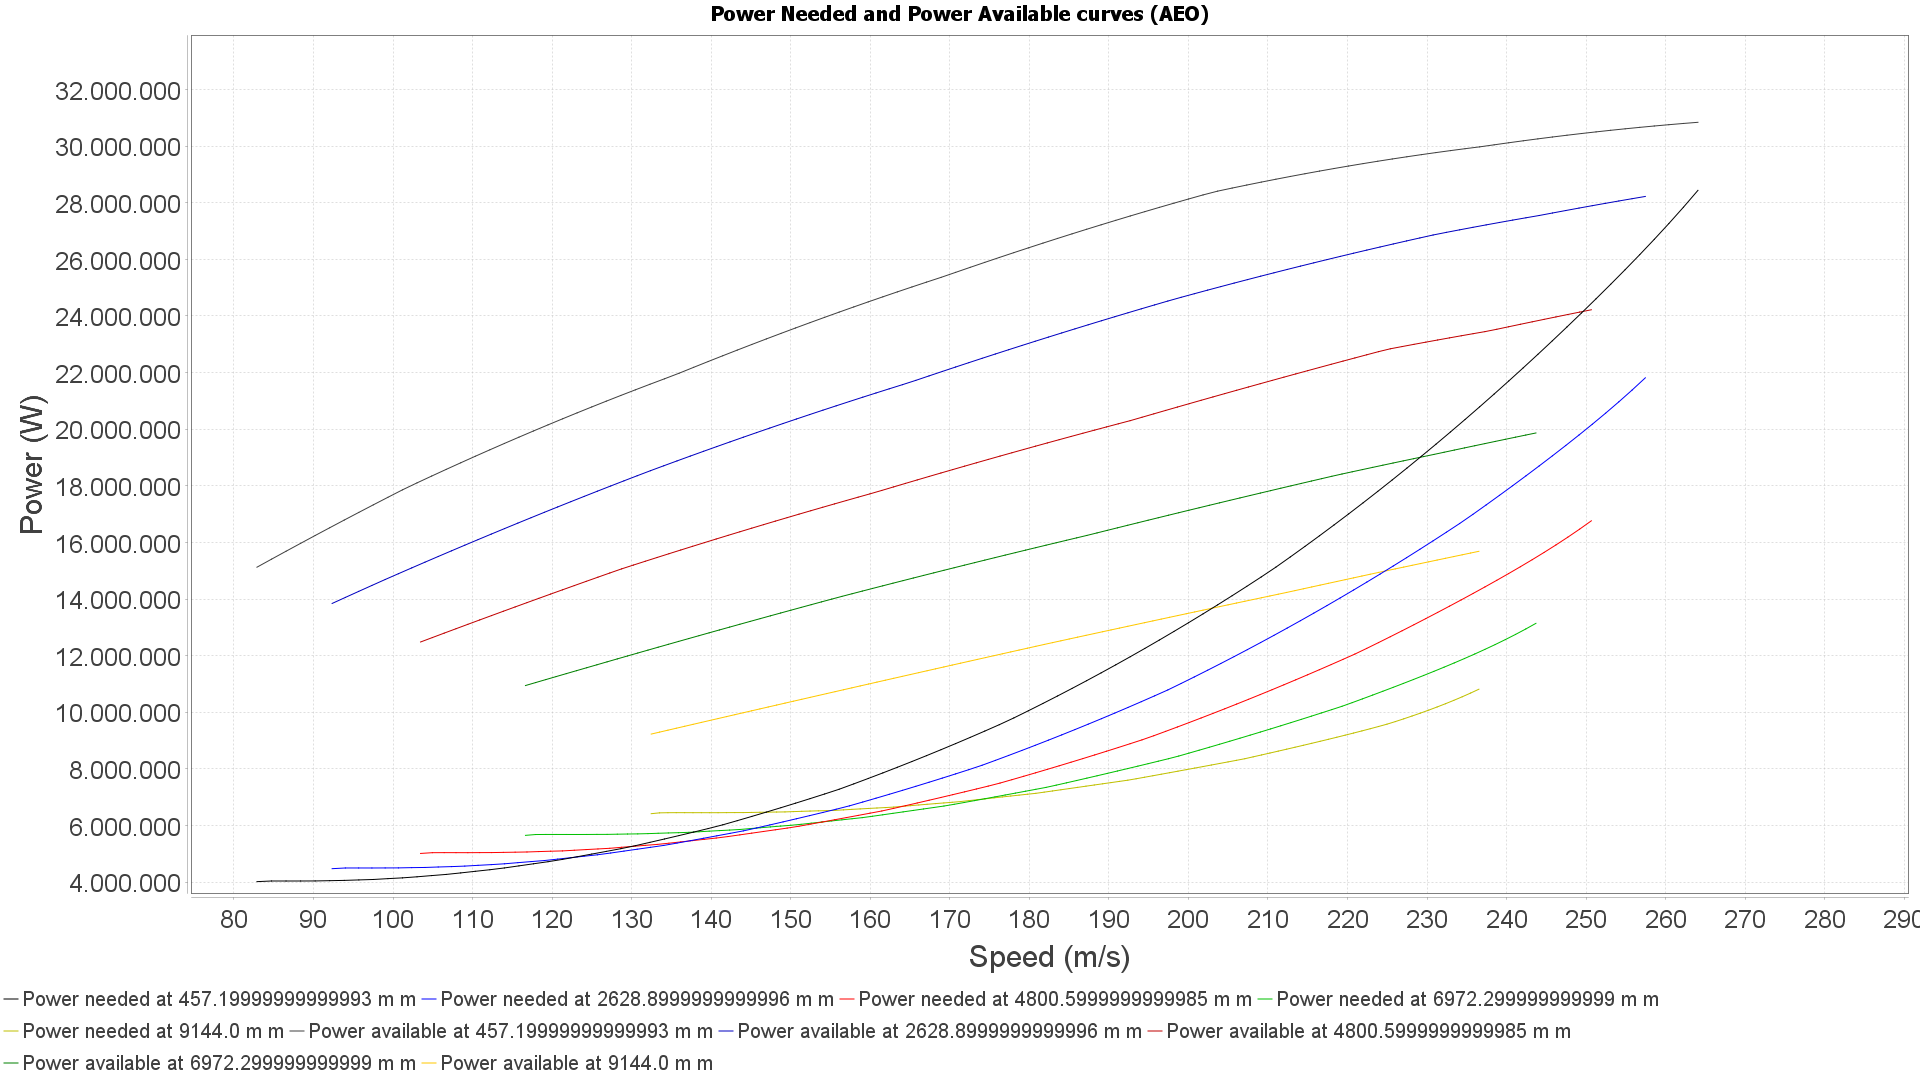 Power Needed and Power Available curves (AEO)
32.000.000
30.000.000
28.000.000
26.000.000
24.000.000
22.000.000
20.000.000
18.000.000
16.000.000
14.000.000
12.000.000
10.000.000
8.000.000
6.000.000
4.000.000
Power (W)
80 90 100 110 120 130 140 150 160 170 180 190 200 210 220 230 240 250 260 270 280 290
Speed (m/s)
Power needed at 457.19999999999993 m m Power needed at 2628.8999999999996 m m Power needed at 4800.5999999999985 m m Power needed at 6972.299999999999 m m
Power needed at 9144.0 m m Power available at 457.19999999999993 m m Power available at 2628.8999999999996 m m Power available at 4800.5999999999985 m m
Power available at 6972.299999999999 m m Power available at 9144.0 m m